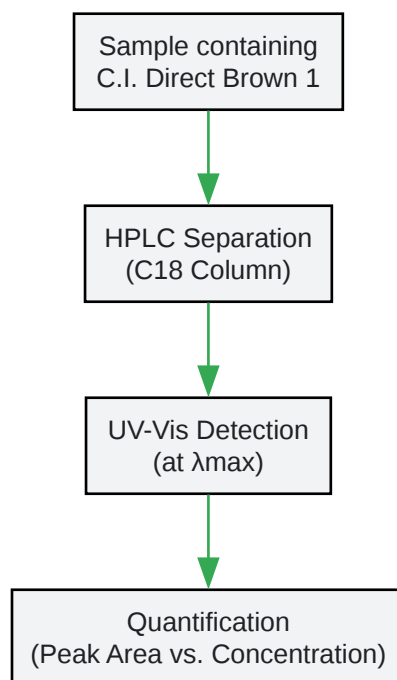 Sample containing
C.I. Direct Brown 1
HPLC Separation
(C18 Column)
UV-Vis Detection
(at λmax)
Quantification
(Peak Area vs. Concentration)